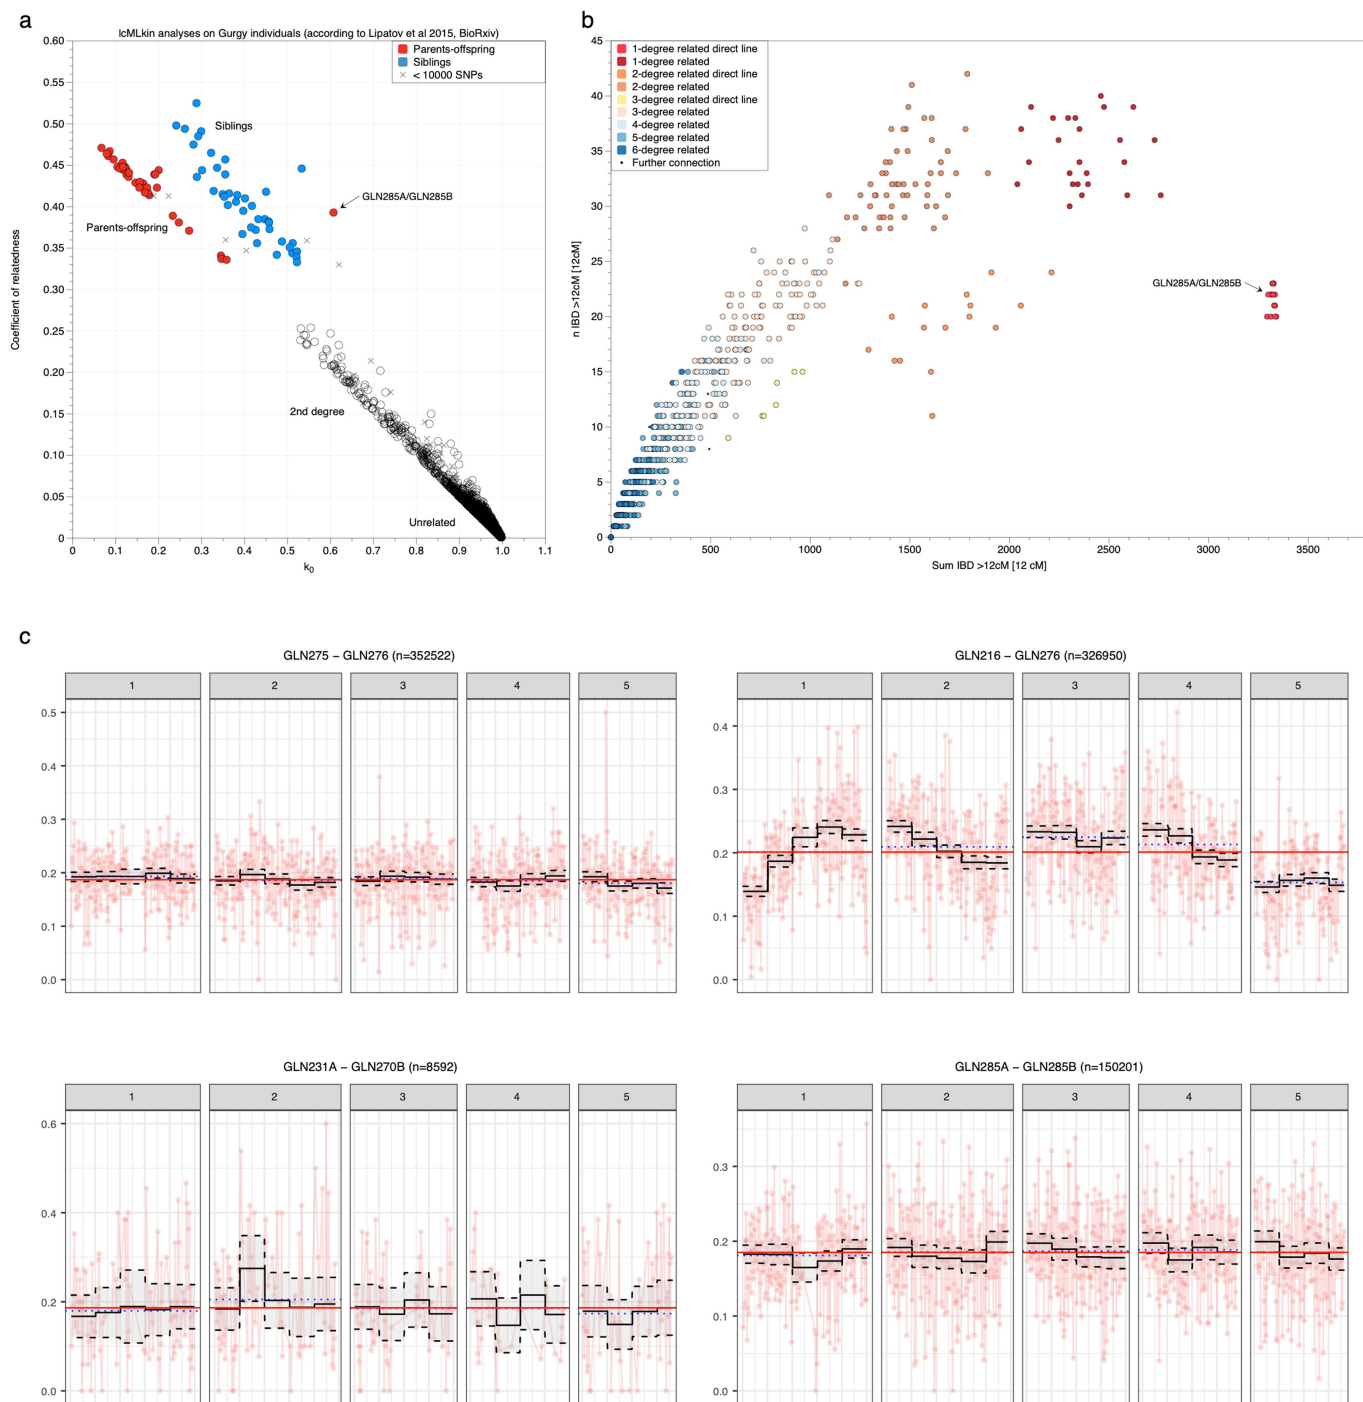 a
lcMLkin analyses on Gurgy individuals (according to Lipatov et al 2015, BioRxiv)
0.60
0.55
0.50
0.45
0.40
0.35
0.30
0.25
0.20
0.15
0.10
0.05
0
Coefficient of relatedness
Parents-offspring
Siblings
< 10000 SNPs
Siblings
GLN285A/GLN285B
Parents-offspring
2nd degree
Unrelated
0 0.1 0.2 0.3 0.4 0.5 0.6 0.7 0.8 0.9 1.0 1.1
k0
b
45
40
35
30
25
20
15
10
5
0
n IBD >12cM [12cM]
1-degree related direct line
1-degree related
2-degree related direct line
2-degree related
3-degree related direct line
3-degree related
4-degree related
5-degree related
6-degree related
Further connection
GLN285A/GLN285B
0 500 1000 1500 2000 2500 3000 3500
Sum IBD >12cM [12 cM]
c
GLN275 – GLN276 (n=352522)
1 2 3 4 5
0.5
0.3
0.2
0.1
0.0
GLN216 – GLN276 (n=326950)
1 2 3 4 5
0.4
0.3
0.2
0.1
0.0
GLN231A – GLN270B (n=8592)
1 2 3 4 5
0.6
0.4
0.2
0.0
GLN285A – GLN285B (n=150201)
1 2 3 4 5
0.3
0.2
0.1
0.0